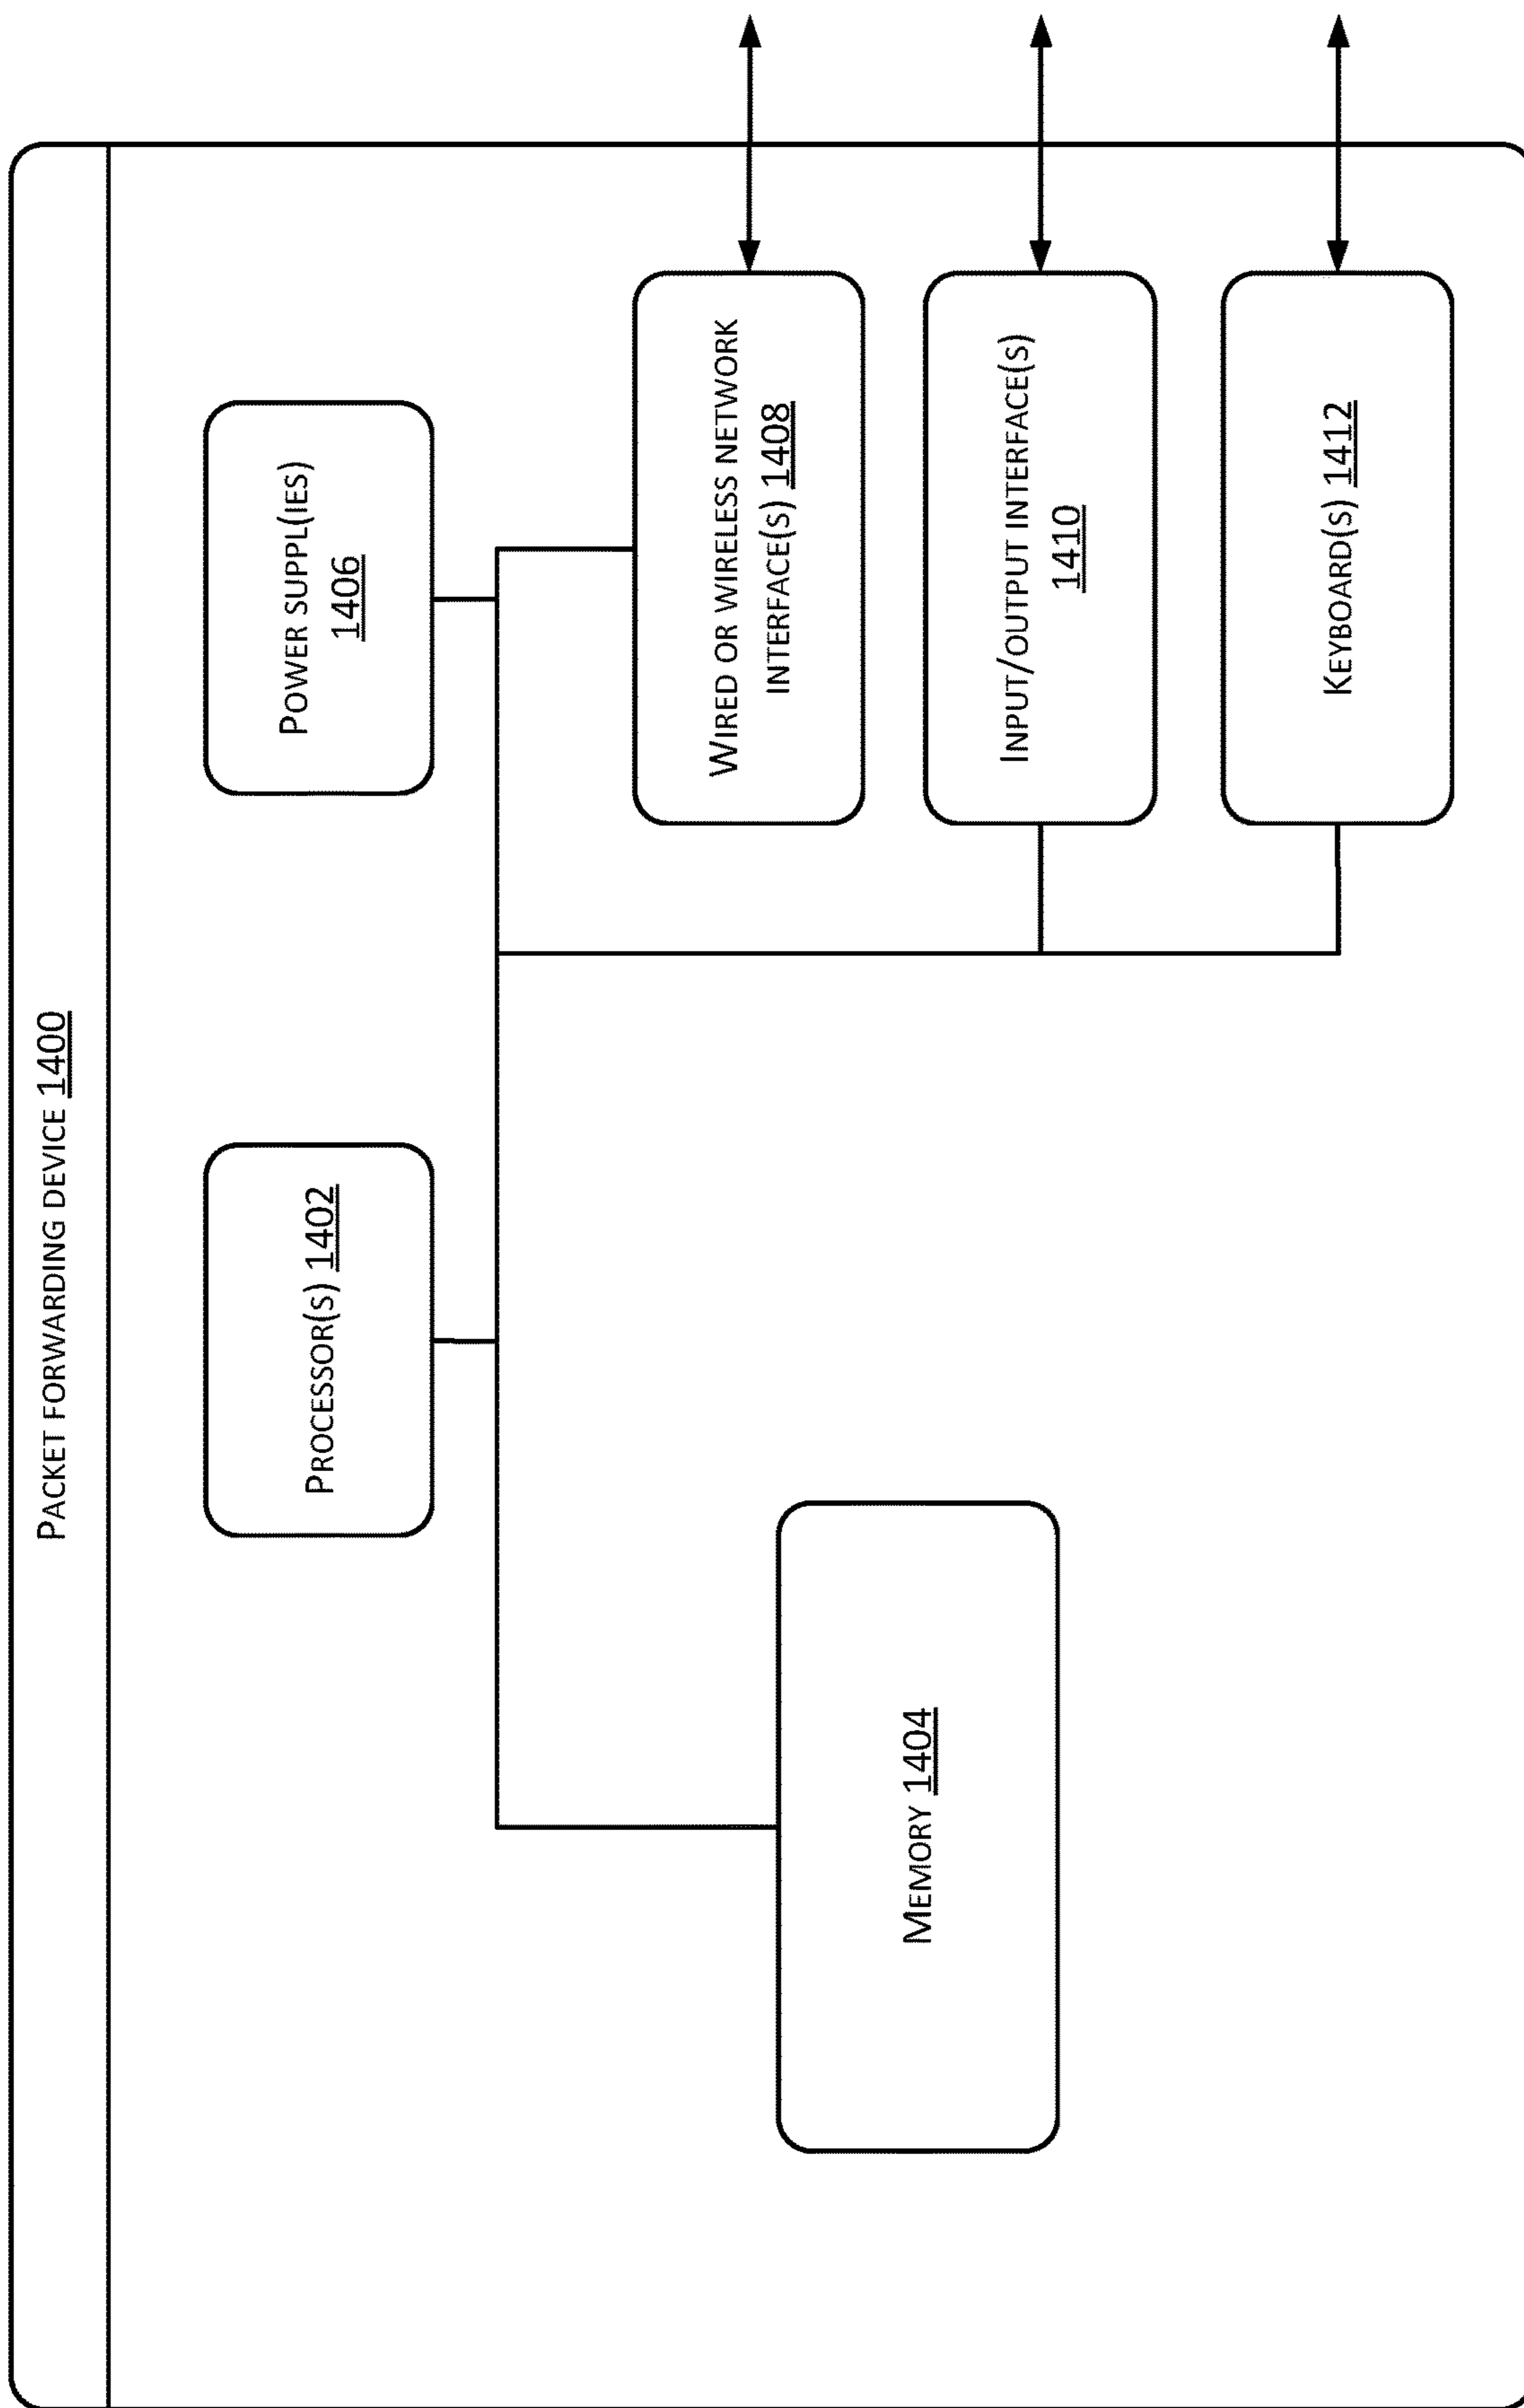 PACKET FORWARDING DEVICE 1400
PROCESSOR(S) 1402
POWER SUPPL(IES)
1406
MEMORY 1404
WIRED OR WIRELESS NETWORK
INTERFACE(S) 1408
INPUT/OUTPUT INTERFACE(S)
1410
KEYBOARD(S) 1412